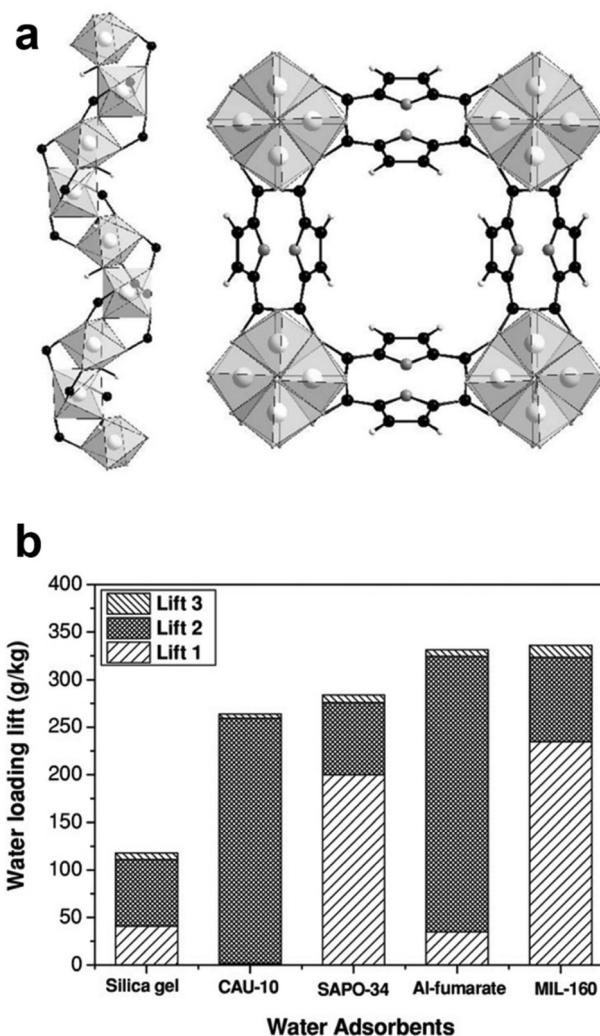 a
b
Water loading lift (g/kg)
400
350
300
250
200
150
100
50
0
Lift 3
Lift 2
Lift 1
Silica gel CAU-10 SAPO-34 Al-fumarate MIL-160
Water Adsorbents